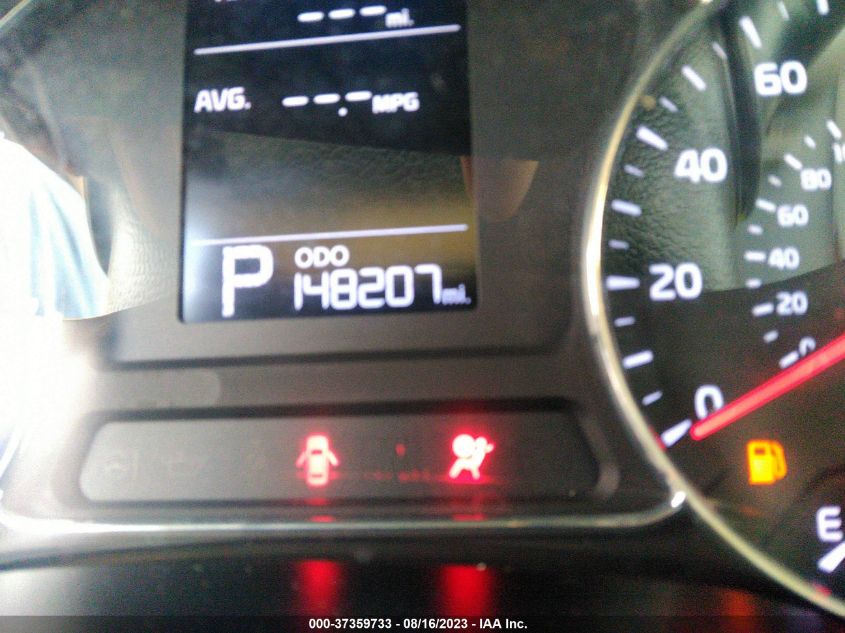 ---mi.
AVG. --.-MPG
P
ODO
148207mi.
60
40
20
0
80
60
40
20
0
E
000-37359733 - 08/16/2023 - IAA Inc.